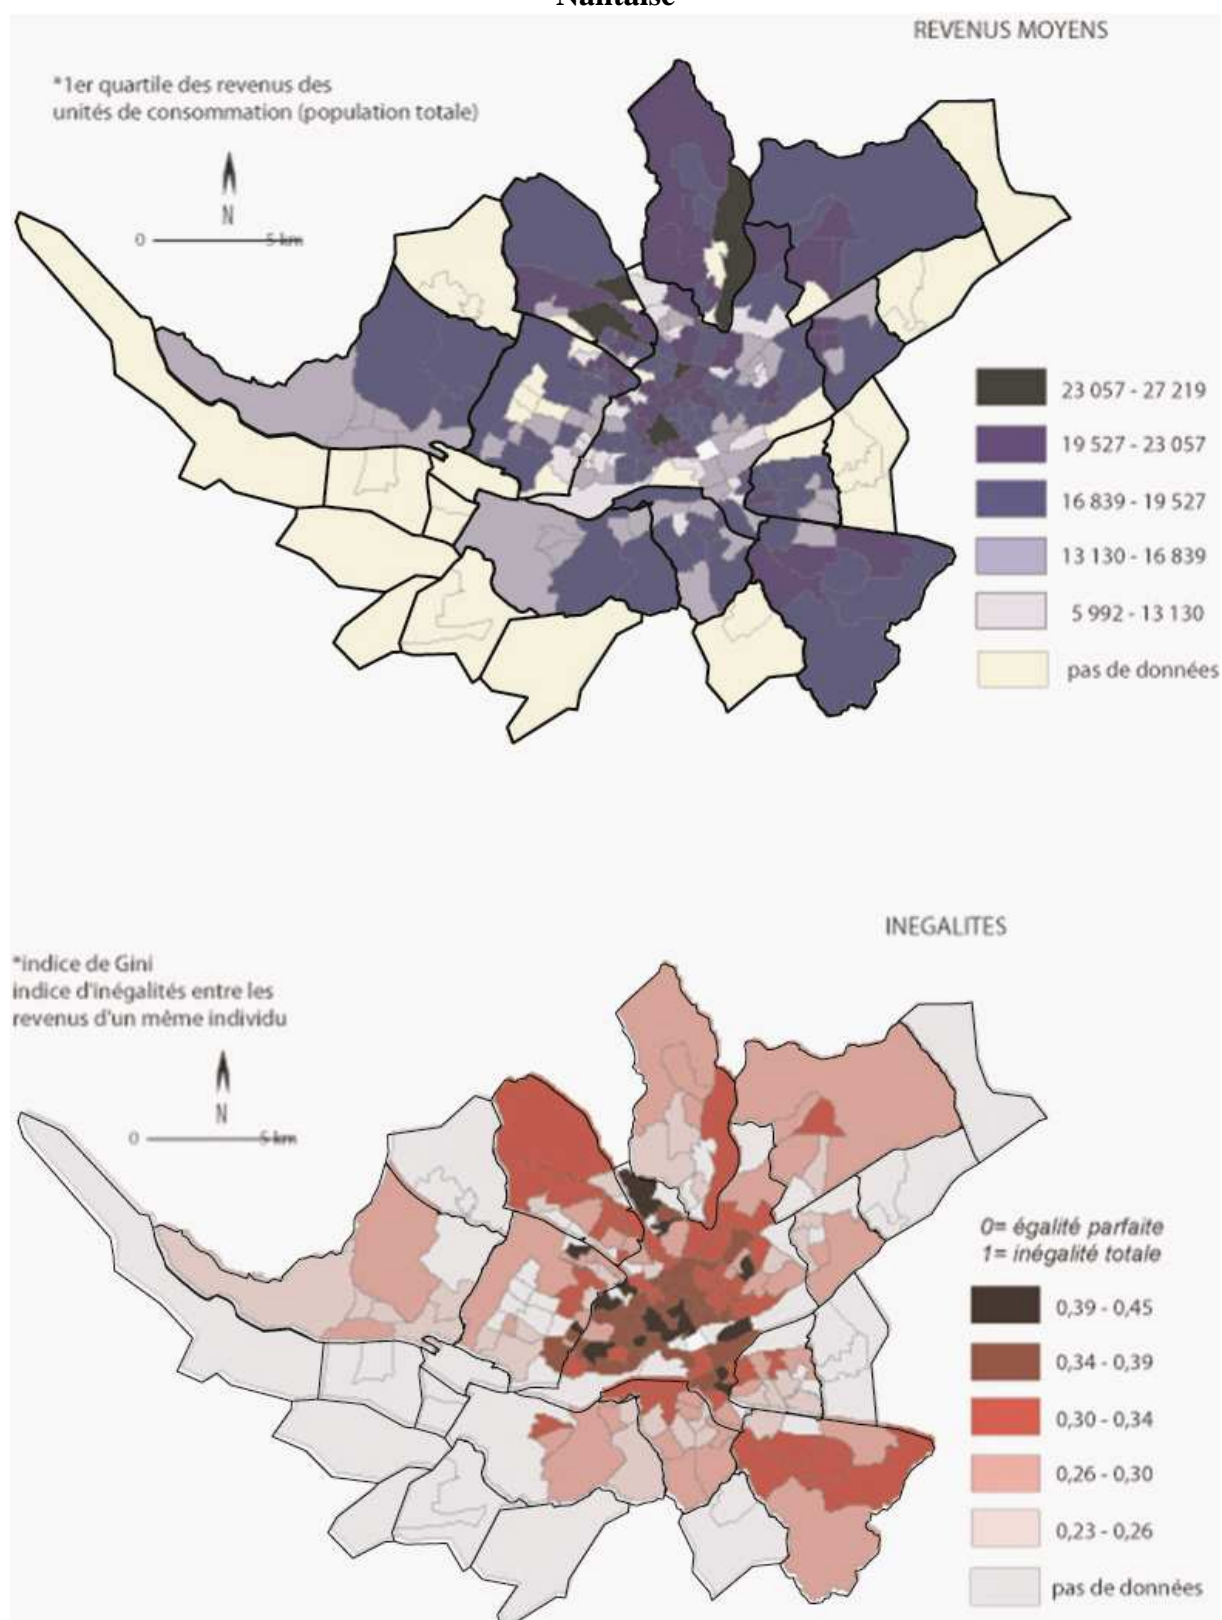 Nantaise
REVENUS MOYENS
*1er quartile des revenus des
unités de consommation (population totale)
N
0 5 km
23 057 - 27 219
19 527 - 23 057
16 839 - 19 527
13 130 - 16 839
5 992 - 13 130
pas de données
INEGALITES
*indice de Gini
indice d'inégalités entre les
revenus d'un même individu
N
0 5 km
0= égalité parfaite
1= inégalité totale
0,39 - 0,45
0,34 - 0,39
0,30 - 0,34
0,26 - 0,30
0,23 - 0,26
pas de données